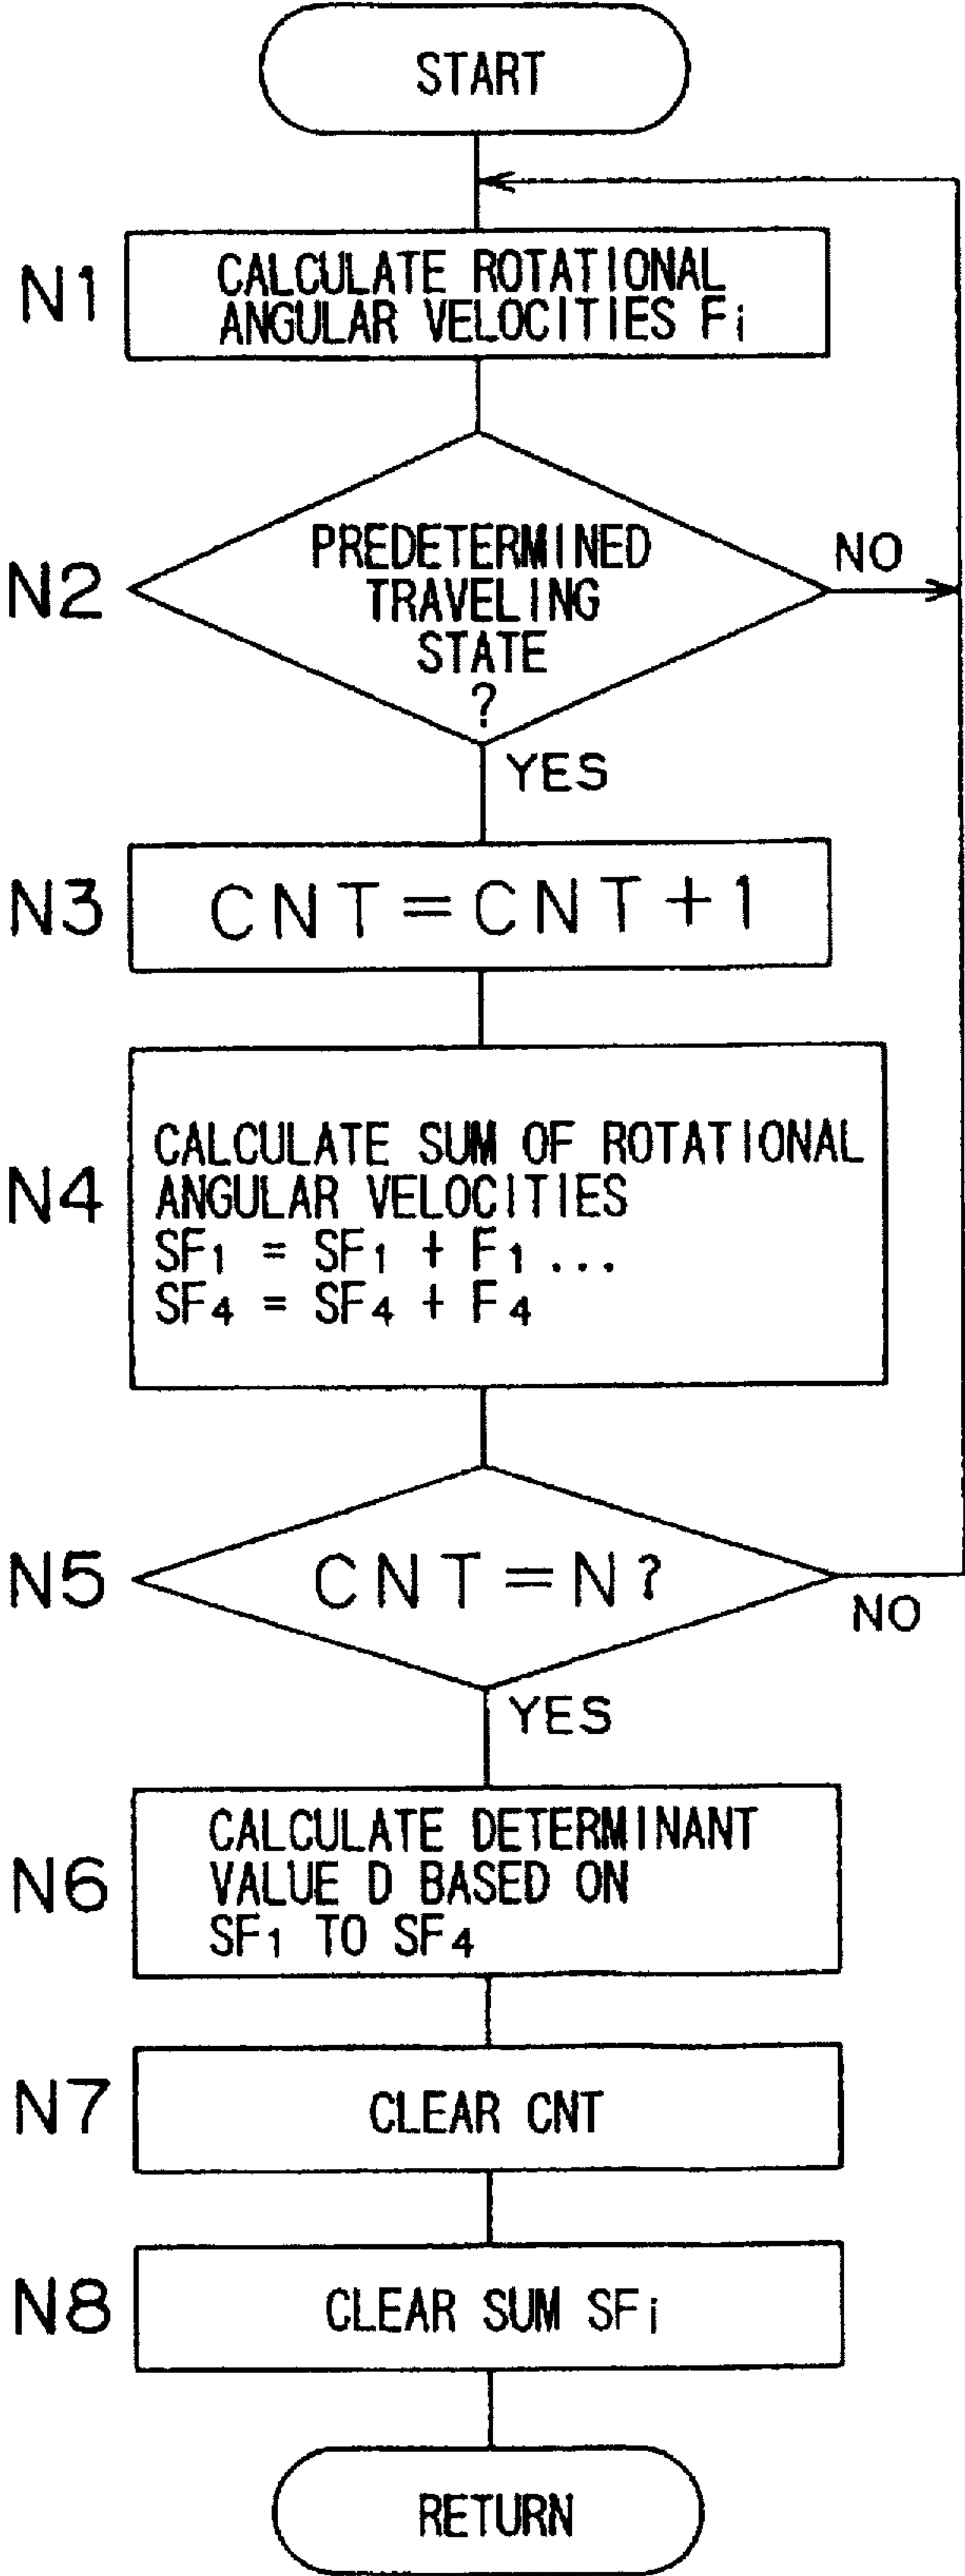 START
N1
CALCULATE ROTATIONAL
ANGULAR VELOCITIES Fi
N2
PREDETERMINED
TRAVELING
STATE
?
NO
YES
N3
CNT=CNT+1
N4
CALCULATE SUM OF ROTATIONAL
ANGULAR VELOCITIES
SF1 = SF1 + F1 ...
SF4 = SF4 + F4
N5
CNT=N?
NO
YES
N6
CALCULATE DETERMINANT
VALUE D BASED ON
SF1 TO SF4
N7
CLEAR CNT
N8
CLEAR SUM SFi
RETURN